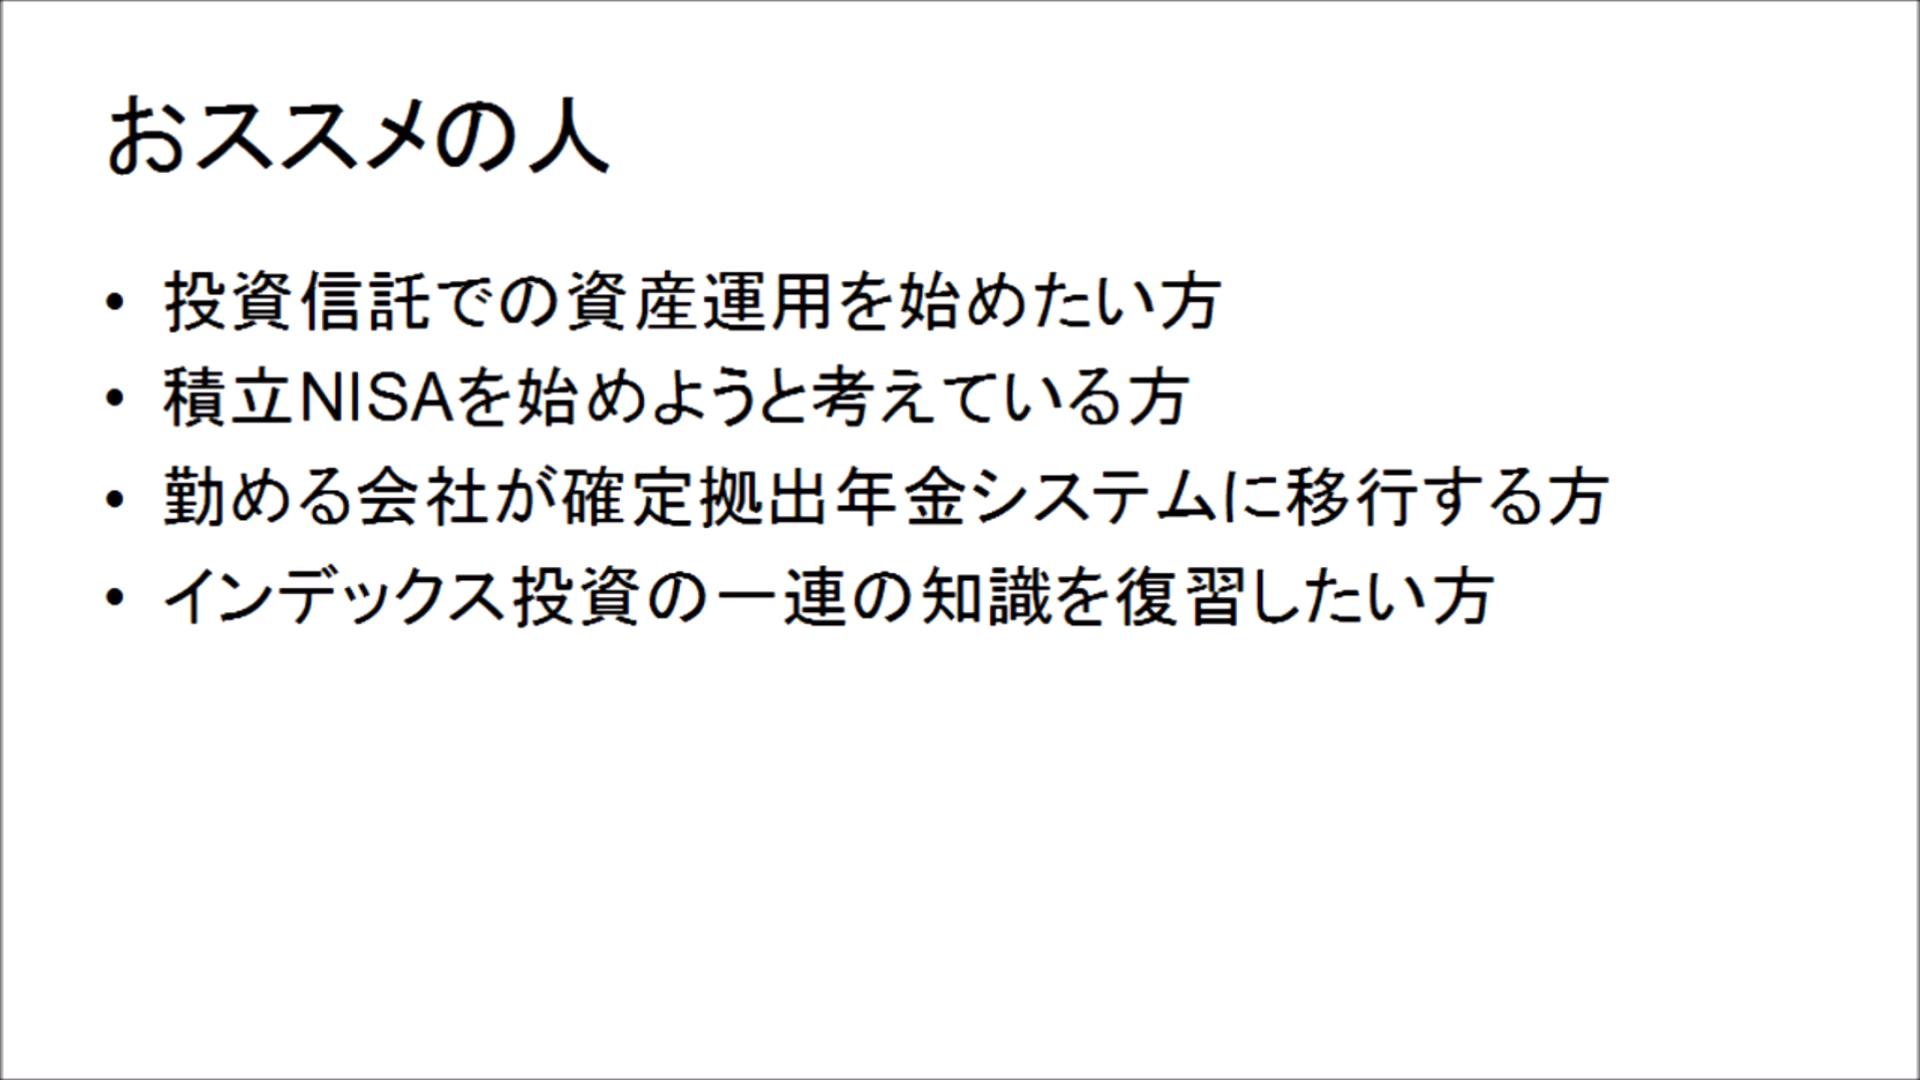 おススメの人
• 投資信託での資産運用を始めたい方
• 積立NISAを始めようと考えている方
• 勤める会社が確定拠出年金システムに移行する方
• インデックス投資の一連の知識を復習したい方